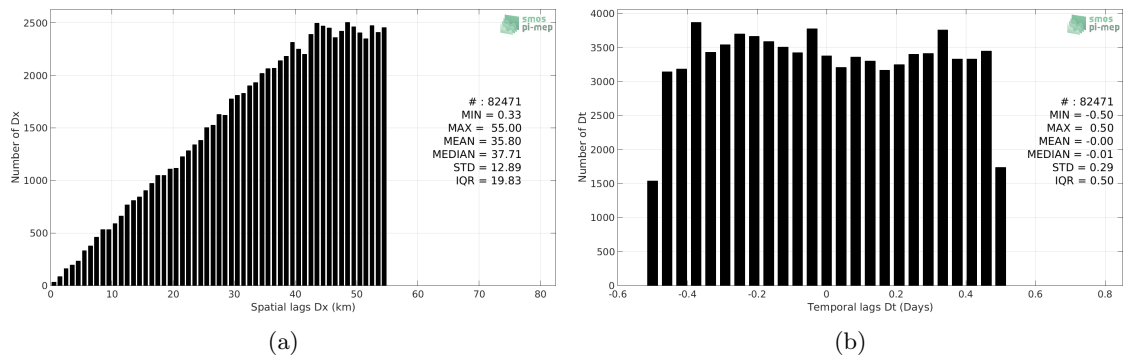 smos
pi-mep
2500
2000
1500
1000
500
0
Number of Dx
# : 82471
MIN = 0.33
MAX = 55.00
MEAN = 35.80
MEDIAN = 37.71
STD = 12.89
IQR = 19.83
0 10 20 30 40 50 60 70 80
Spatial lags Dx (km)
(a)
smos
pi-mep
4000
3500
3000
2500
2000
1500
1000
500
0
Number of Dt
# : 82471
MIN = -0.50
MAX = 0.50
MEAN = -0.00
MEDIAN = -0.01
STD = 0.29
IQR = 0.50
-0.6 -0.4 -0.2 0 0.2 0.4 0.6 0.8
Temporal lags Dt (Days)
(b)